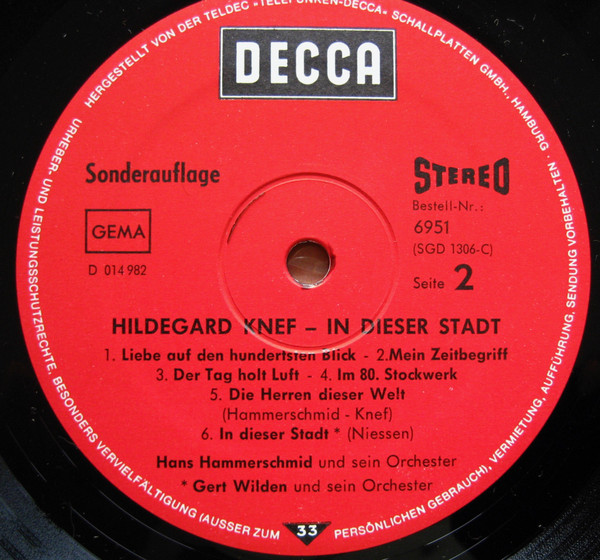 HERGESTELLT VON DER TELDEC »TELEFUNKEN-DECCA« SCHALLPLATTEN GMBH., HAMBURG ·
URHEBER- UND LEISTUNGSSCHUTZRECHTE, BESONDERS VERVIELFÄLTIGUNG (AUSSER ZUM PERSÖNLICHEN GEBRAUCH), VERMIETUNG, AUFFÜHRUNG, SENDUNG VORBEHALTEN.
DECCA
Sonderauflage
STEREO
Bestell-Nr.:
6951
(SGD 1306-C)
GEMA
D 014 982
Seite 2
HILDEGARD KNEF – IN DIESER STADT
1. Liebe auf den hundertsten Blick - 2.Mein Zeitbegriff
3. Der Tag holt Luft - 4. Im 80. Stockwerk
5. Die Herren dieser Welt
(Hammerschmid - Knef)
6. In dieser Stadt * (Niessen)
Hans Hammerschmid und sein Orchester
* Gert Wilden und sein Orchester
33